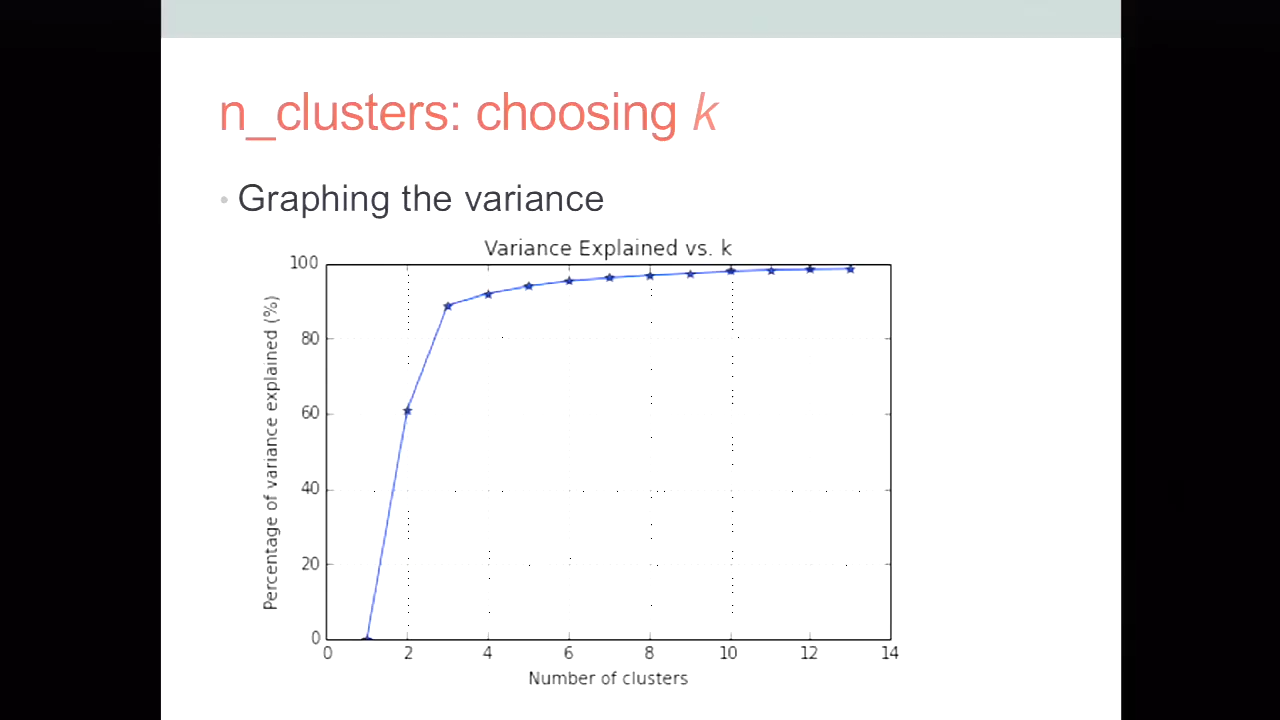 n_clusters: choosing k
• Graphing the variance
Variance Explained vs. k
100
80
60
40
20
0
Percentage of variance explained (%)
0 2 4 6 8 10 12 14
Number of clusters